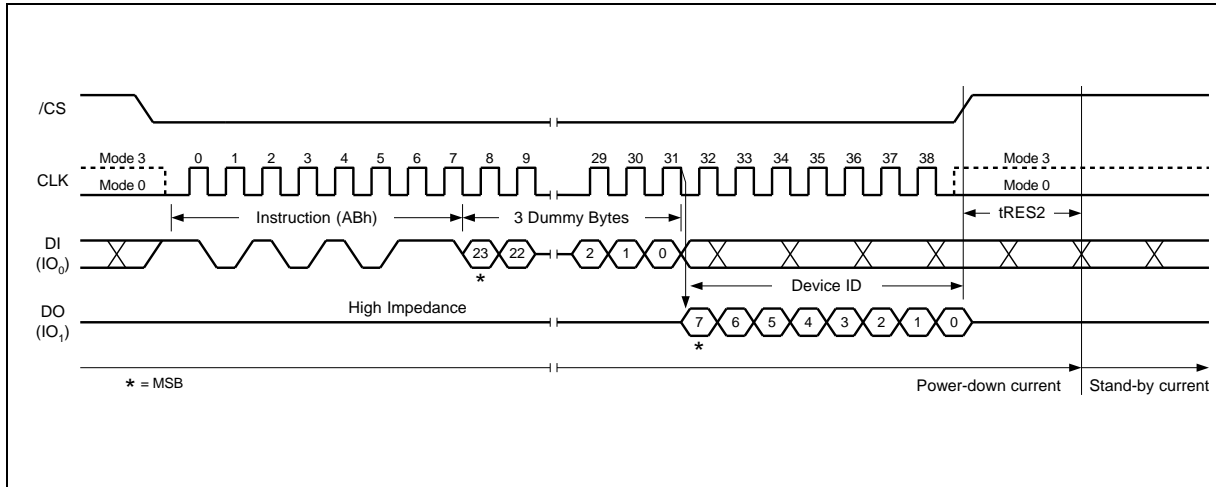 /CS
Mode 3
0 1 2 3 4 5 6 7 8 9 29 30 31 32 33 34 35 36 37 38
Mode 3
CLK
Mode 0
Mode 0
Instruction (ABh)
3 Dummy Bytes
tRES2
DI
(IO0)
23 22 2 1 0
*
Device ID
High Impedance
DO
(IO1)
7 6 5 4 3 2 1 0
*
* = MSB
Power-down current
Stand-by current